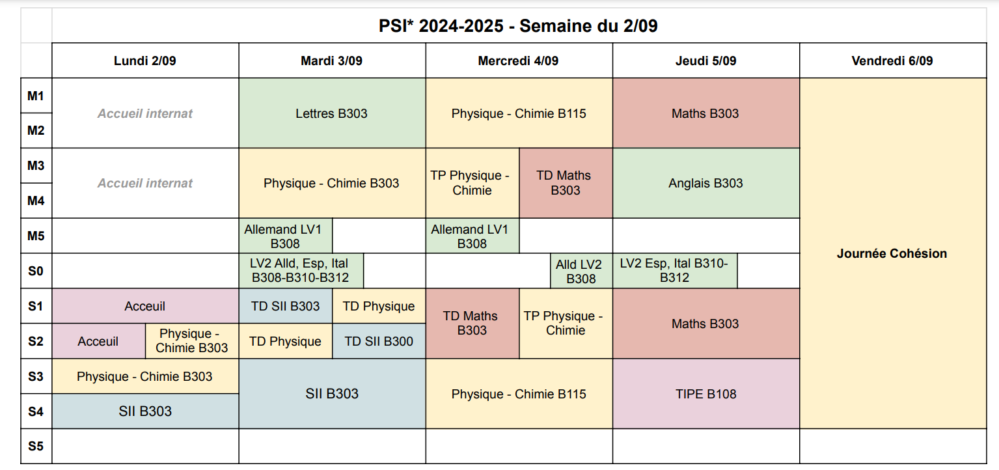 PSI* 2024-2025 - Semaine du 2/09
Lundi 2/09
Mardi 3/09
Mercredi 4/09
Jeudi 5/09
Vendredi 6/09
M1
Accueil internat
Lettres B303
Physique - Chimie B115
Maths B303
M2
M3
Accueil internat
Physique - Chimie B303
TP Physique -
Chimie
TD Maths
B303
Anglais B303
M4
M5
Allemand LV1
B308
Allemand LV1
B308
Journée Cohésion
S0
LV2 Alld, Esp, Ital
B308-B310-B312
Alld LV2
B308
LV2 Esp, Ital B310-
B312
S1
Acceuil
TD SII B303
TD Physique
TD Maths
B303
TP Physique -
Chimie
Maths B303
S2
Acceuil
Physique -
Chimie B303
TD Physique
TD SII B300
S3
Physique - Chimie B303
SII B303
Physique - Chimie B115
TIPE B108
S4
SII B303
S5